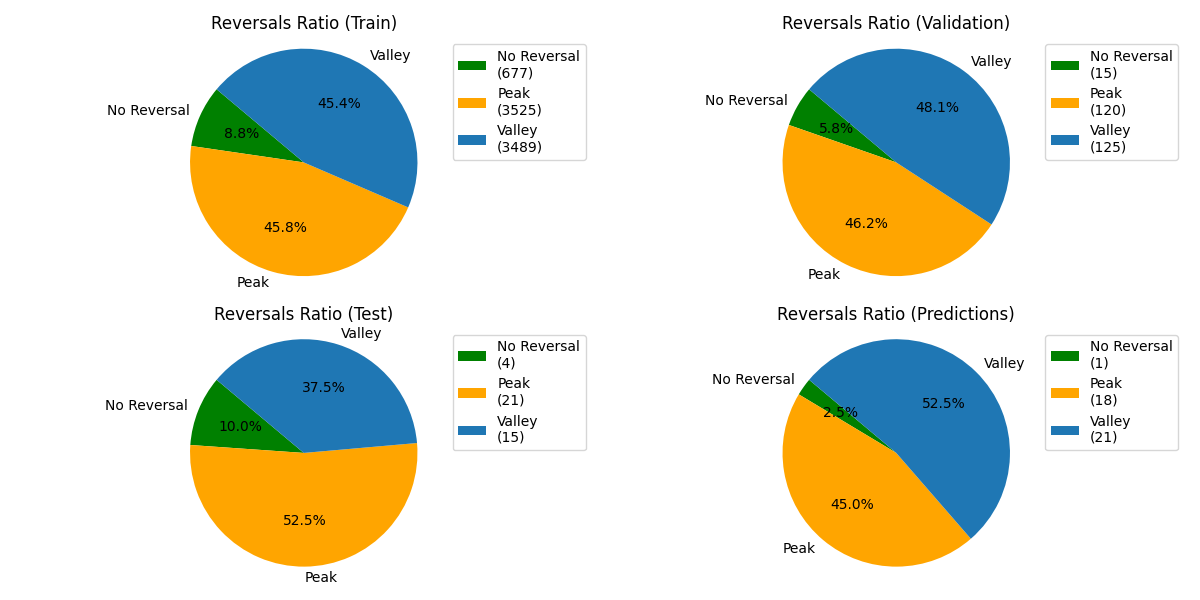 Reversals Ratio (Train)
Valley
No Reversal
45.4%
8.8%
45.8%
Peak
No Reversal
(677)
Peak
(3525)
Valley
(3489)
Reversals Ratio (Validation)
Valley
No Reversal
48.1%
5.8%
46.2%
Peak
No Reversal
(15)
Peak
(120)
Valley
(125)
Reversals Ratio (Test)
Valley
No Reversal
37.5%
10.0%
52.5%
Peak
No Reversal
(4)
Peak
(21)
Valley
(15)
Reversals Ratio (Predictions)
Valley
No Reversal
52.5%
2.5%
45.0%
Peak
No Reversal
(1)
Peak
(18)
Valley
(21)